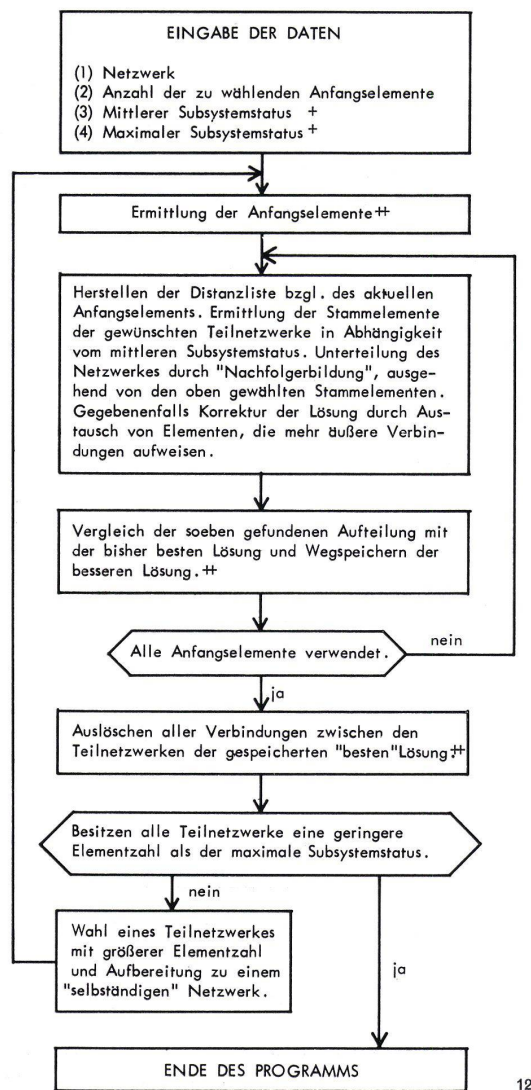 EINGABE DER DATEN
(1) Netzwerk
(2) Anzahl der zu wählenden Anfangselemente
(3) Mittlerer Subsystemstatus +
(4) Maximaler Subsystemstatus +
Ermittlung der Anfangselemente ++
Herstellen der Distanzliste bzgl. des aktuellen
Anfangselements. Ermittlung der Stammelemente
der gewünschten Teilnetzwerke in Abhängigkeit
vom mittleren Subsystemstatus. Unterteilung des
Netzwerkes durch "Nachfolgerbildung", ausge-
hend von den oben gewählten Stammelementen.
Gegebenenfalls Korrektur der Lösung durch Aus-
tausch von Elementen, die mehr äußere Verbin-
dungen aufweisen.
Vergleich der soeben gefundenen Aufteilung mit
der bisher besten Lösung und Wegspeichern der
besseren Lösung. ++
nein
Alle Anfangselemente verwendet.
ja
Auslöschen aller Verbindungen zwischen den
Teilnetzwerken der gespeicherten "besten"Lösung. ++
Besitzen alle Teilnetzwerke eine geringere
Elementzahl als der maximale Subsystemstatus.
nein
Wahl eines Teilnetzwerkes
mit größerer Elementzahl
und Aufbereitung zu einem
"selbständigen" Netzwerk.
ja
ENDE DES PROGRAMMS
12